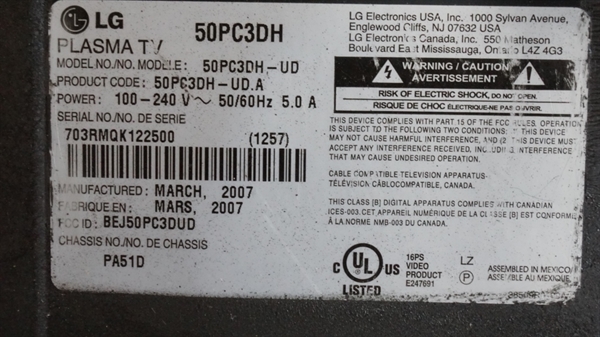 LG
50PC3DH
PLASMA TV
MODEL NO./NO. MODELE: 50PC3DH-UD
PRODUCT CODE: 50PC3DH-UD.A
POWER: 100-240 V~ 50/60Hz 5.0 A
SERIAL NO./NO. DE SERIE
703RMQK122500 (1257)
MANUFACTURED: MARCH, 2007
FABRIQUE EN: MARS, 2007
FCC ID: BEJ50PC3DUD
CHASSIS NO./NO. DE CHASSIS
PA51D
LG Electronics USA, Inc. 1000 Sylvan Avenue,
Englewood Cliffs, NJ 07632 USA
LG Electronics Canada, Inc. 550 Matheson
Boulevard East Mississauga, Ontario L4Z 4G3
WARNING / CAUTION
AVERTISSEMENT
RISK OF ELECTRIC SHOCK, DO NOT
RISQUE DE CHOC ÉLECTRIQUE-NE PAS OUVRIR
THIS DEVICE COMPLIES WITH PART 15 OF THE FCC RULES. OPERATION
IS SUBJECT TO THE FOLLOWING TWO CONDITIONS: THIS DEVICE
MAY NOT CAUSE HARMFUL INTERFERENCE, AND (2) THIS DEVICE MUST
ACCEPT ANY INTERFERENCE RECEIVED, INCLUDING INTERFERENCE
THAT MAY CAUSE UNDESIRED OPERATION.
CABLE COMPATIBLE TELEVISION APPARATUS-
TÉLÉVISION CÂBLOCOMPATIBLE, CANADA.
THIS CLASS [B] DIGITAL APPARATUS COMPLIES WITH CANADIAN
ICES-003.CET APPAREIL NUMÉRIQUE DE LA CLASSE [B] EST CONFORME
À LA NORME NMB-003 DU CANADA.
C UL US
LISTED
16PS
VIDEO
PRODUCT
E247691
LZ
P
ASSEMBLED IN MEXICO/
ASSEMBLÉ AU MEXIQUE